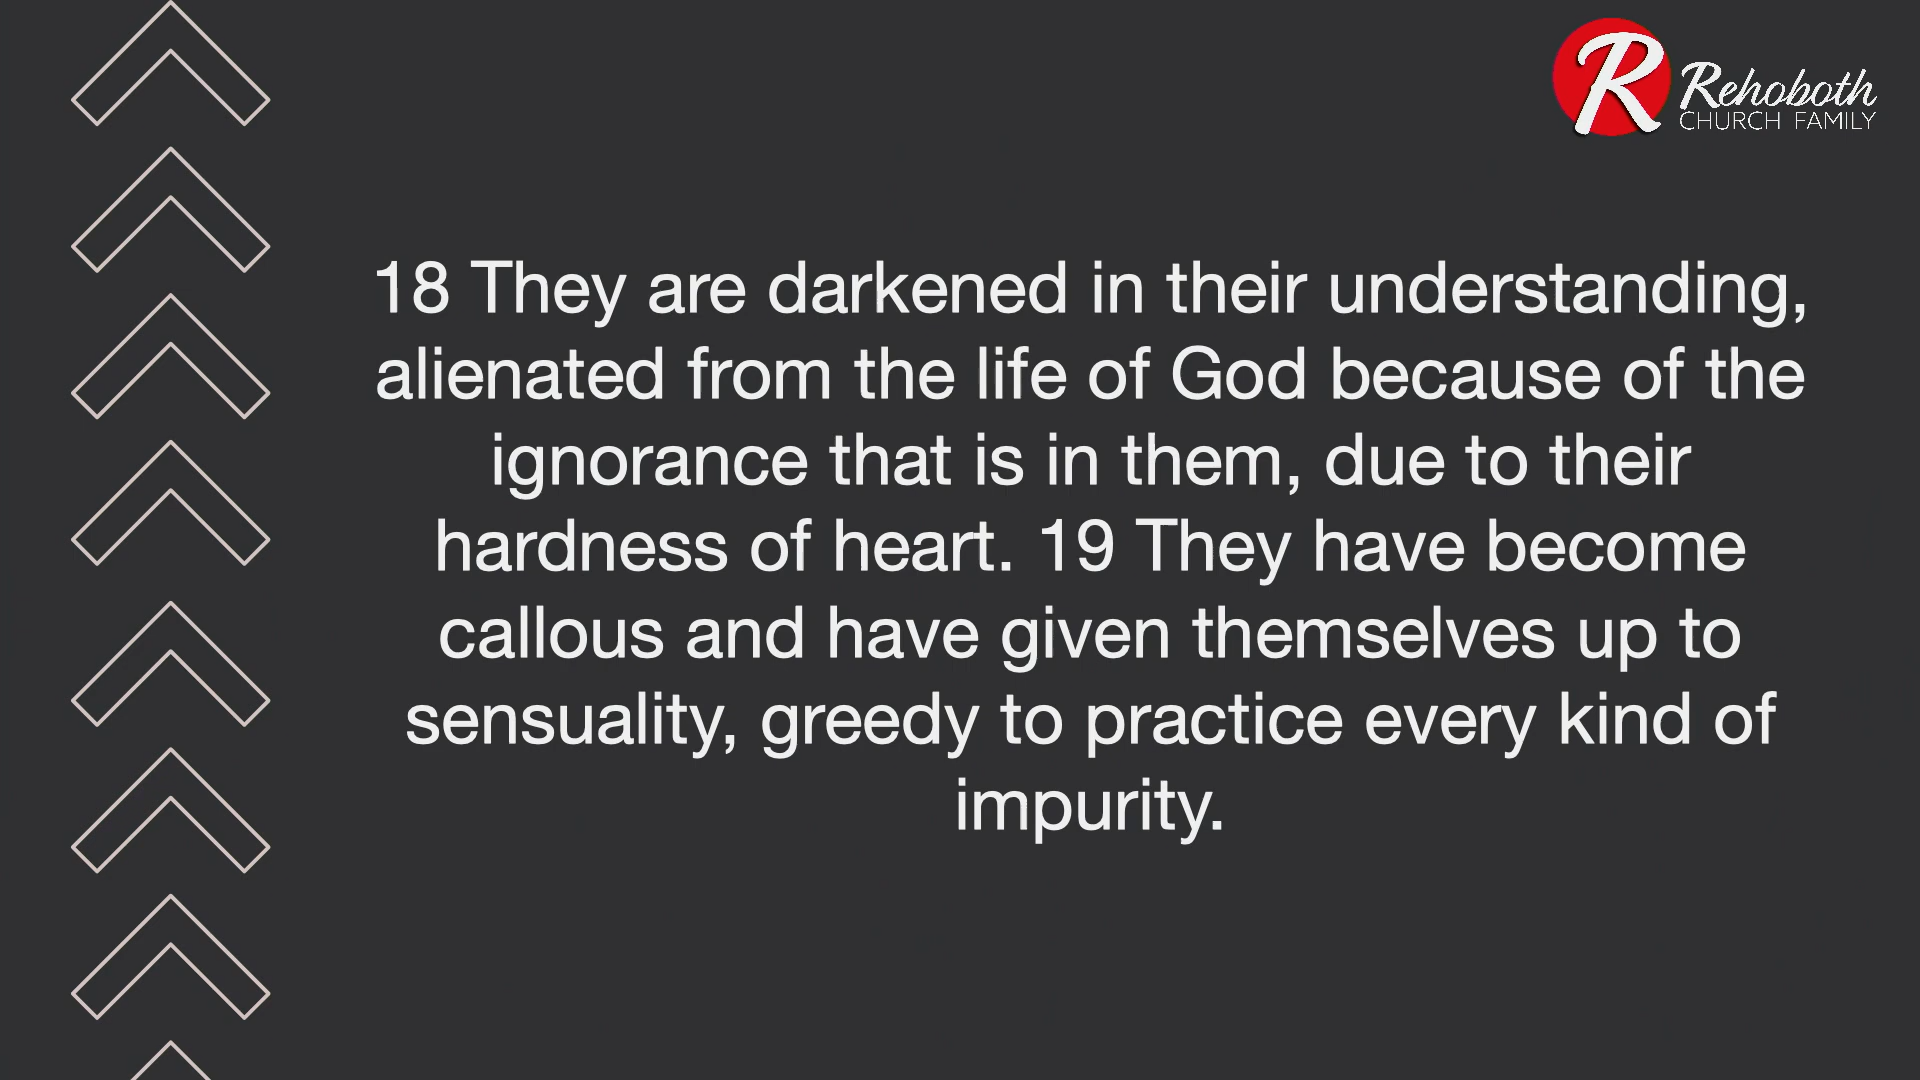 R Rehoboth
CHURCH FAMILY
18 They are darkened in their understanding,
alienated from the life of God because of the
ignorance that is in them, due to their
hardness of heart. 19 They have become
callous and have given themselves up to
sensuality, greedy to practice every kind of
impurity.